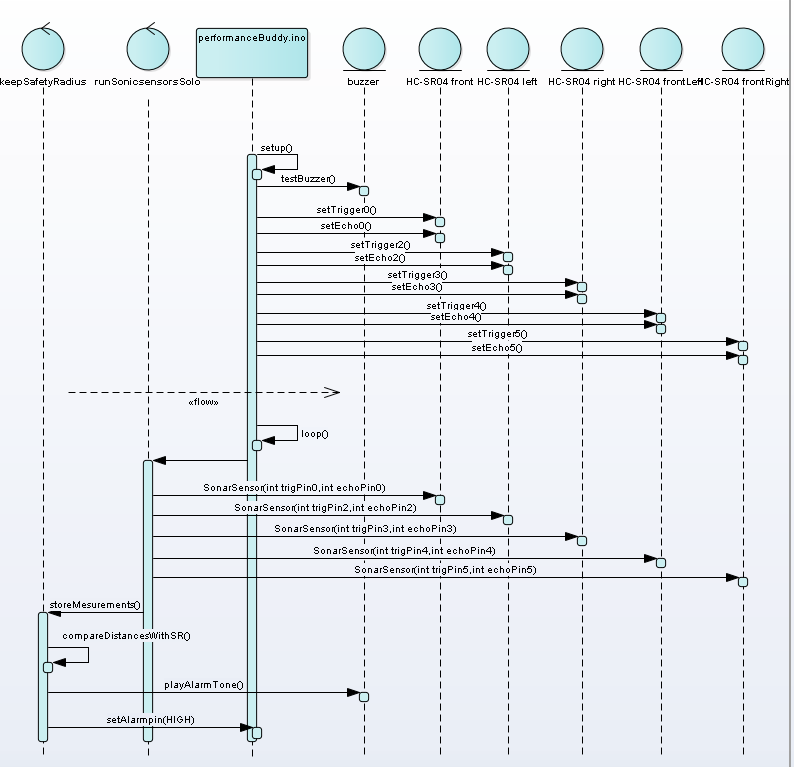 performanceBuddy.ino
keepSafetyRadius
runSonicsensorsSolo
buzzer
HC-SR04 front
HC-SR04 left
HC-SR04 right
HC-SR04 frontLeft
HC-SR04 frontRight
setup()
testBuzzer()
setTrigger0()
setEcho0()
setTrigger2()
setEcho2()
setTrigger3()
setEcho3()
setTrigger4()
setEcho4()
setTrigger5()
setEcho5()
«flow»
loop()
SonarSensor(int trigPin0,int echoPin0)
SonarSensor(int trigPin2,int echoPin2)
SonarSensor(int trigPin3,int echoPin3)
SonarSensor(int trigPin4,int echoPin4)
SonarSensor(int trigPin5,int echoPin5)
storeMesurements()
compareDistancesWithSR()
playAlarmTone()
setAlarmpin(HIGH)